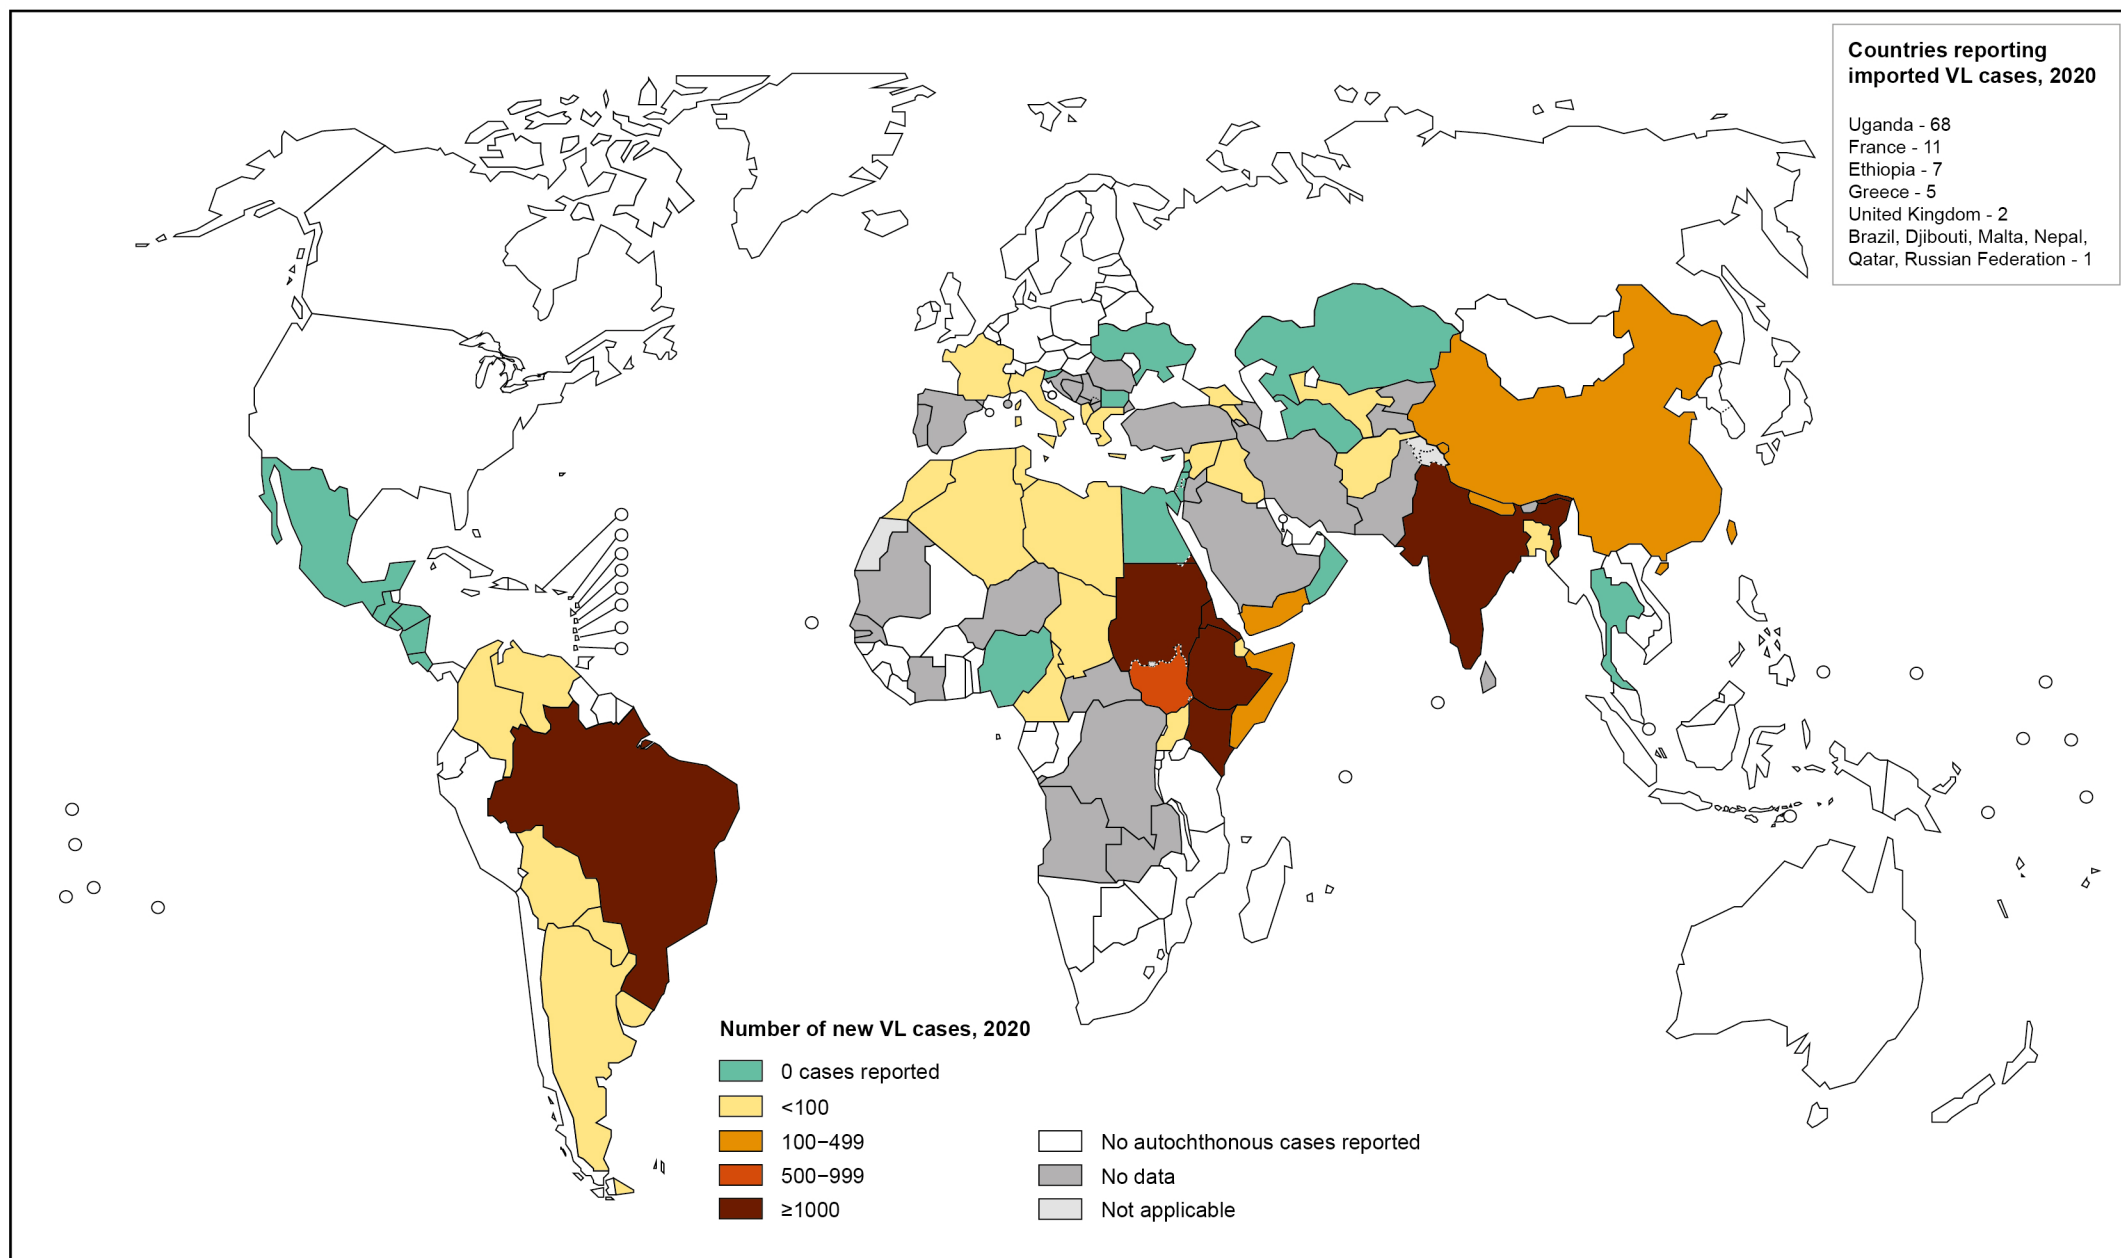 Countries reporting
imported VL cases, 2020
Uganda - 68
France - 11
Ethiopia - 7
Greece - 5
United Kingdom - 2
Brazil, Djibouti, Malta, Nepal,
Qatar, Russian Federation - 1
Number of new VL cases, 2020
0 cases reported
<100
100−499
500−999
≥1000
No autochthonous cases reported
No data
Not applicable